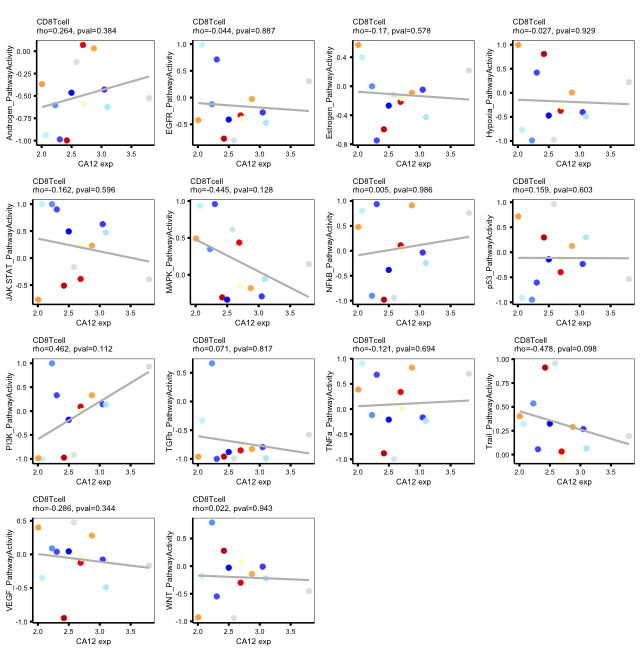 CD8Tcell
rho=0.264, pval=0.384
Androgen_PathwayActivity
0.00
-0.25
-0.50
-0.75
-1.00
2.0
2.5
3.0
3.5
CA12 exp
CD8Tcell
rho=-0.044, pval=0.887
EGFR_PathwayActivity
1.0
0.5
0.0
-0.5
2.0
2.5
3.0
3.5
CA12 exp
CD8Tcell
rho=-0.17, pval=0.578
Estrogen_PathwayActivity
0.4
0.0
-0.4
-0.8
2.0
2.5
3.0
3.5
CA12 exp
CD8Tcell
rho=-0.027, pval=0.929
Hypoxia_PathwayActivity
1.0
0.5
0.0
-0.5
-1.0
2.0
2.5
3.0
3.5
CA12 exp
CD8Tcell
rho=-0.162, pval=0.596
JAK.STAT_PathwayActivity
1.0
0.5
0.0
-0.5
2.0
2.5
3.0
3.5
CA12 exp
CD8Tcell
rho=-0.445, pval=0.128
MAPK_PathwayActivity
1.0
0.5
0.0
2.0
2.5
3.0
3.5
CA12 exp
CD8Tcell
rho=0.005, pval=0.986
NFkB_PathwayActivity
1.0
0.5
0.0
-0.5
-1.0
2.0
2.5
3.0
3.5
CA12 exp
CD8Tcell
rho=0.159, pval=0.603
p53_PathwayActivity
1.0
0.5
0.0
-0.5
-1.0
2.0
2.5
3.0
3.5
CA12 exp
CD8Tcell
rho=0.462, pval=0.112
PI3K_PathwayActivity
1.0
0.5
0.0
-0.5
-1.0
2.0
2.5
3.0
3.5
CA12 exp
CD8Tcell
rho=0.071, pval=0.817
TGFb_PathwayActivity
0.5
0.0
-0.5
-1.0
2.0
2.5
3.0
3.5
CA12 exp
CD8Tcell
rho=-0.121, pval=0.694
TNFa_PathwayActivity
1.0
0.5
0.0
-0.5
-1.0
2.0
2.5
3.0
3.5
CA12 exp
CD8Tcell
rho=-0.478, pval=0.098
Trail_PathwayActivity
1.00
0.75
0.50
0.25
0.00
2.0
2.5
3.0
3.5
CA12 exp
CD8Tcell
rho=-0.286, pval=0.344
VEGF_PathwayActivity
0.5
0.0
-0.5
-1.0
2.0
2.5
3.0
3.5
CA12 exp
CD8Tcell
rho=0.022, pval=0.943
WNT_PathwayActivity
0.5
0.0
-0.5
-1.0
2.0
2.5
3.0
3.5
CA12 exp